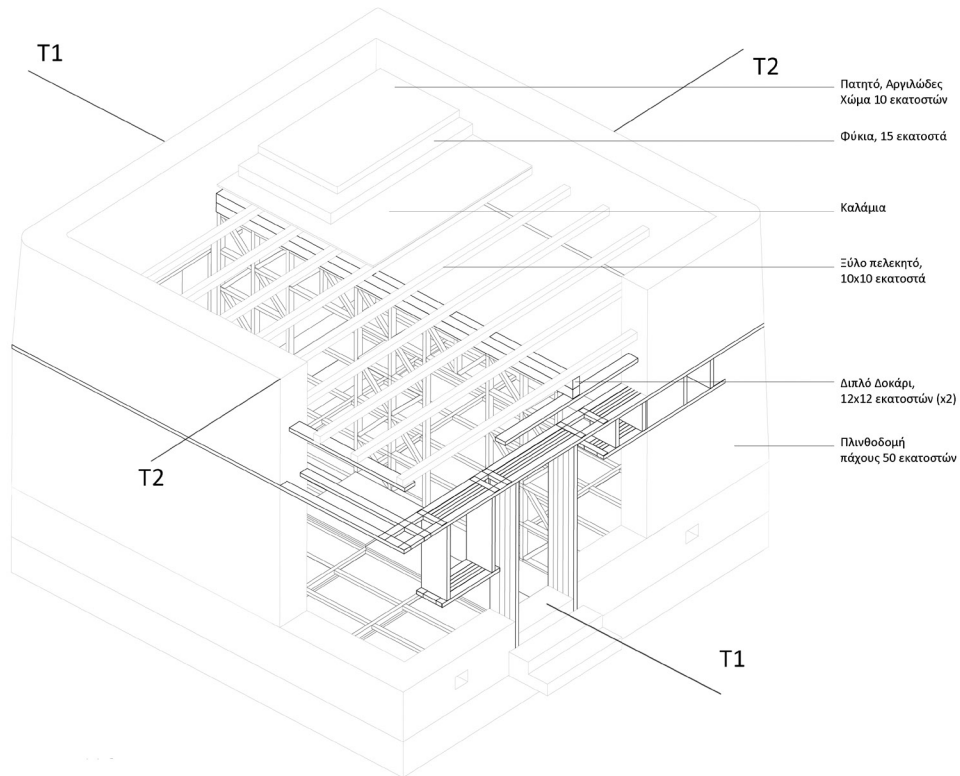 T1
T2
Πατητό, Αργιλώδες
Χώμα 10 εκατοστών
Φύκια, 15 εκατοστά
Καλάμια
Ξύλο πελεκητό,
10x10 εκατοστά
Διπλό Δοκάρι,
12x12 εκατοστών (x2)
Πλινθοδομή
πάχους 50 εκατοστών
T2
T1